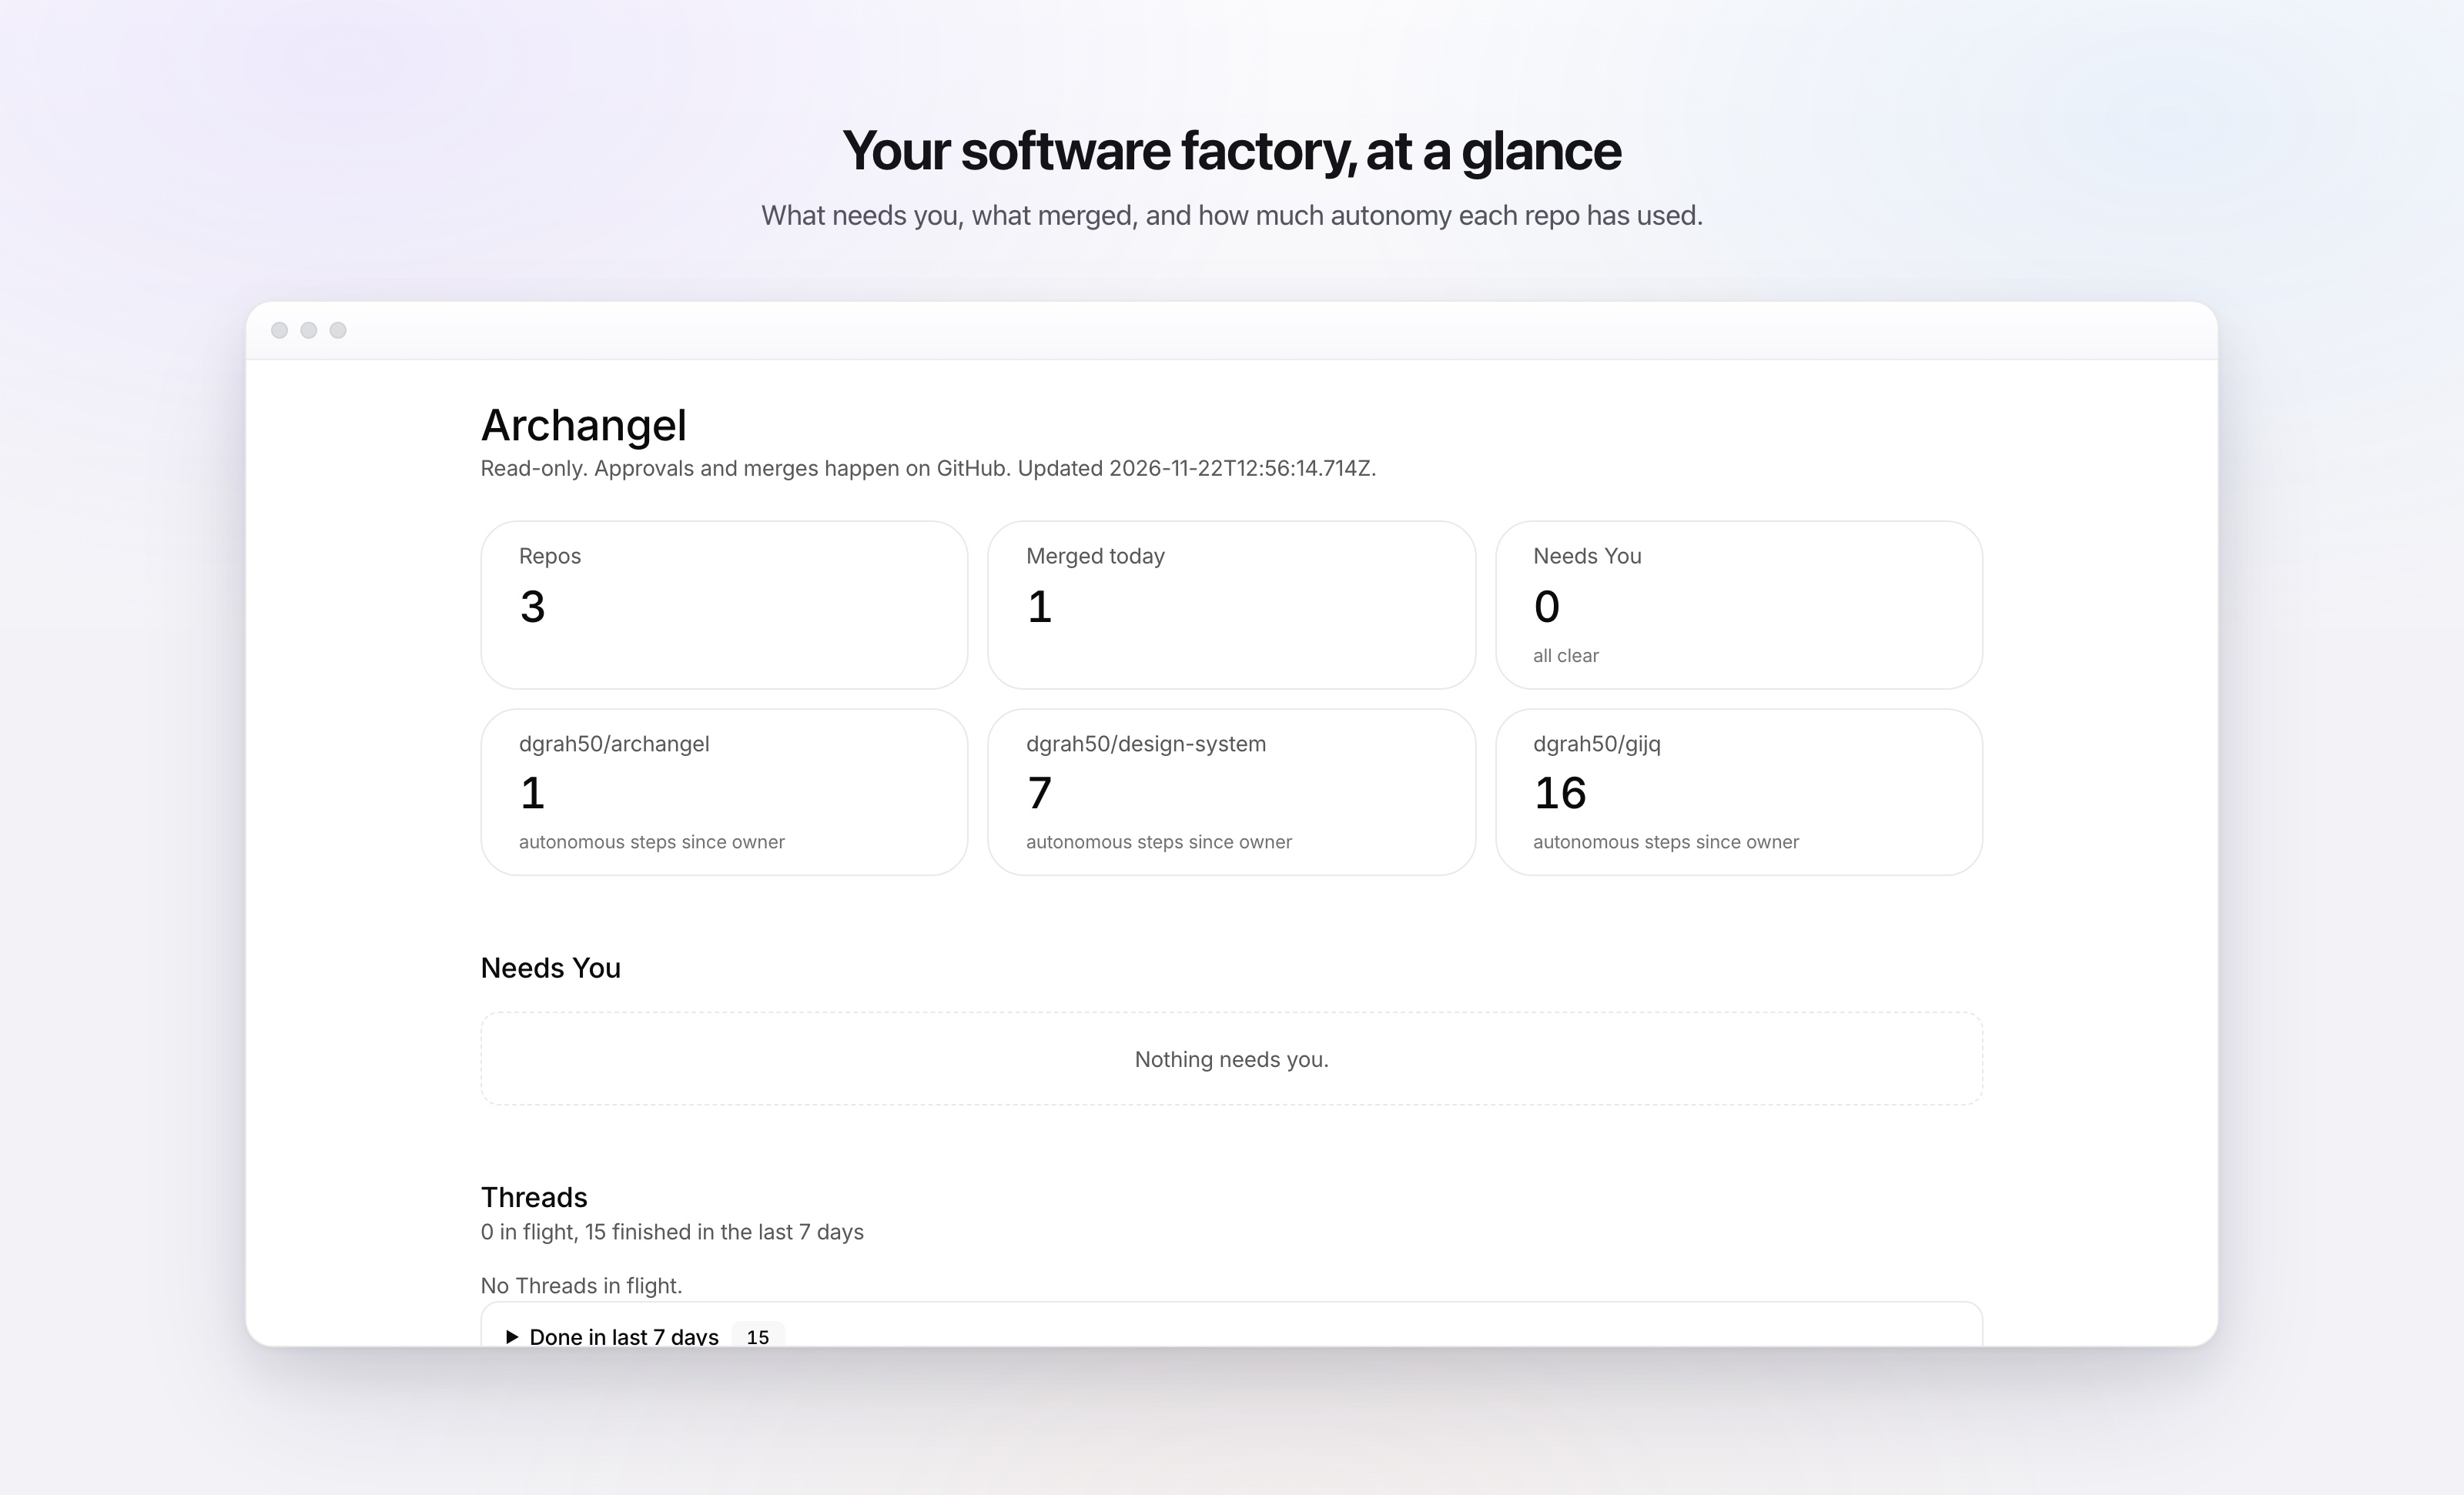 Your software factory, at a glance
What needs you, what merged, and how much autonomy each repo has used.
Archangel
Read-only. Approvals and merges happen on GitHub. Updated 2026-11-22T12:56:14.714Z.
Repos
3
Merged today
1
Needs You
0
all clear
dgrah50/archangel
1
autonomous steps since owner
dgrah50/design-system
7
autonomous steps since owner
dgrah50/gijq
16
autonomous steps since owner
Needs You
Nothing needs you.
Threads
0 in flight, 15 finished in the last 7 days
No Threads in flight.
Done in last 7 days 15